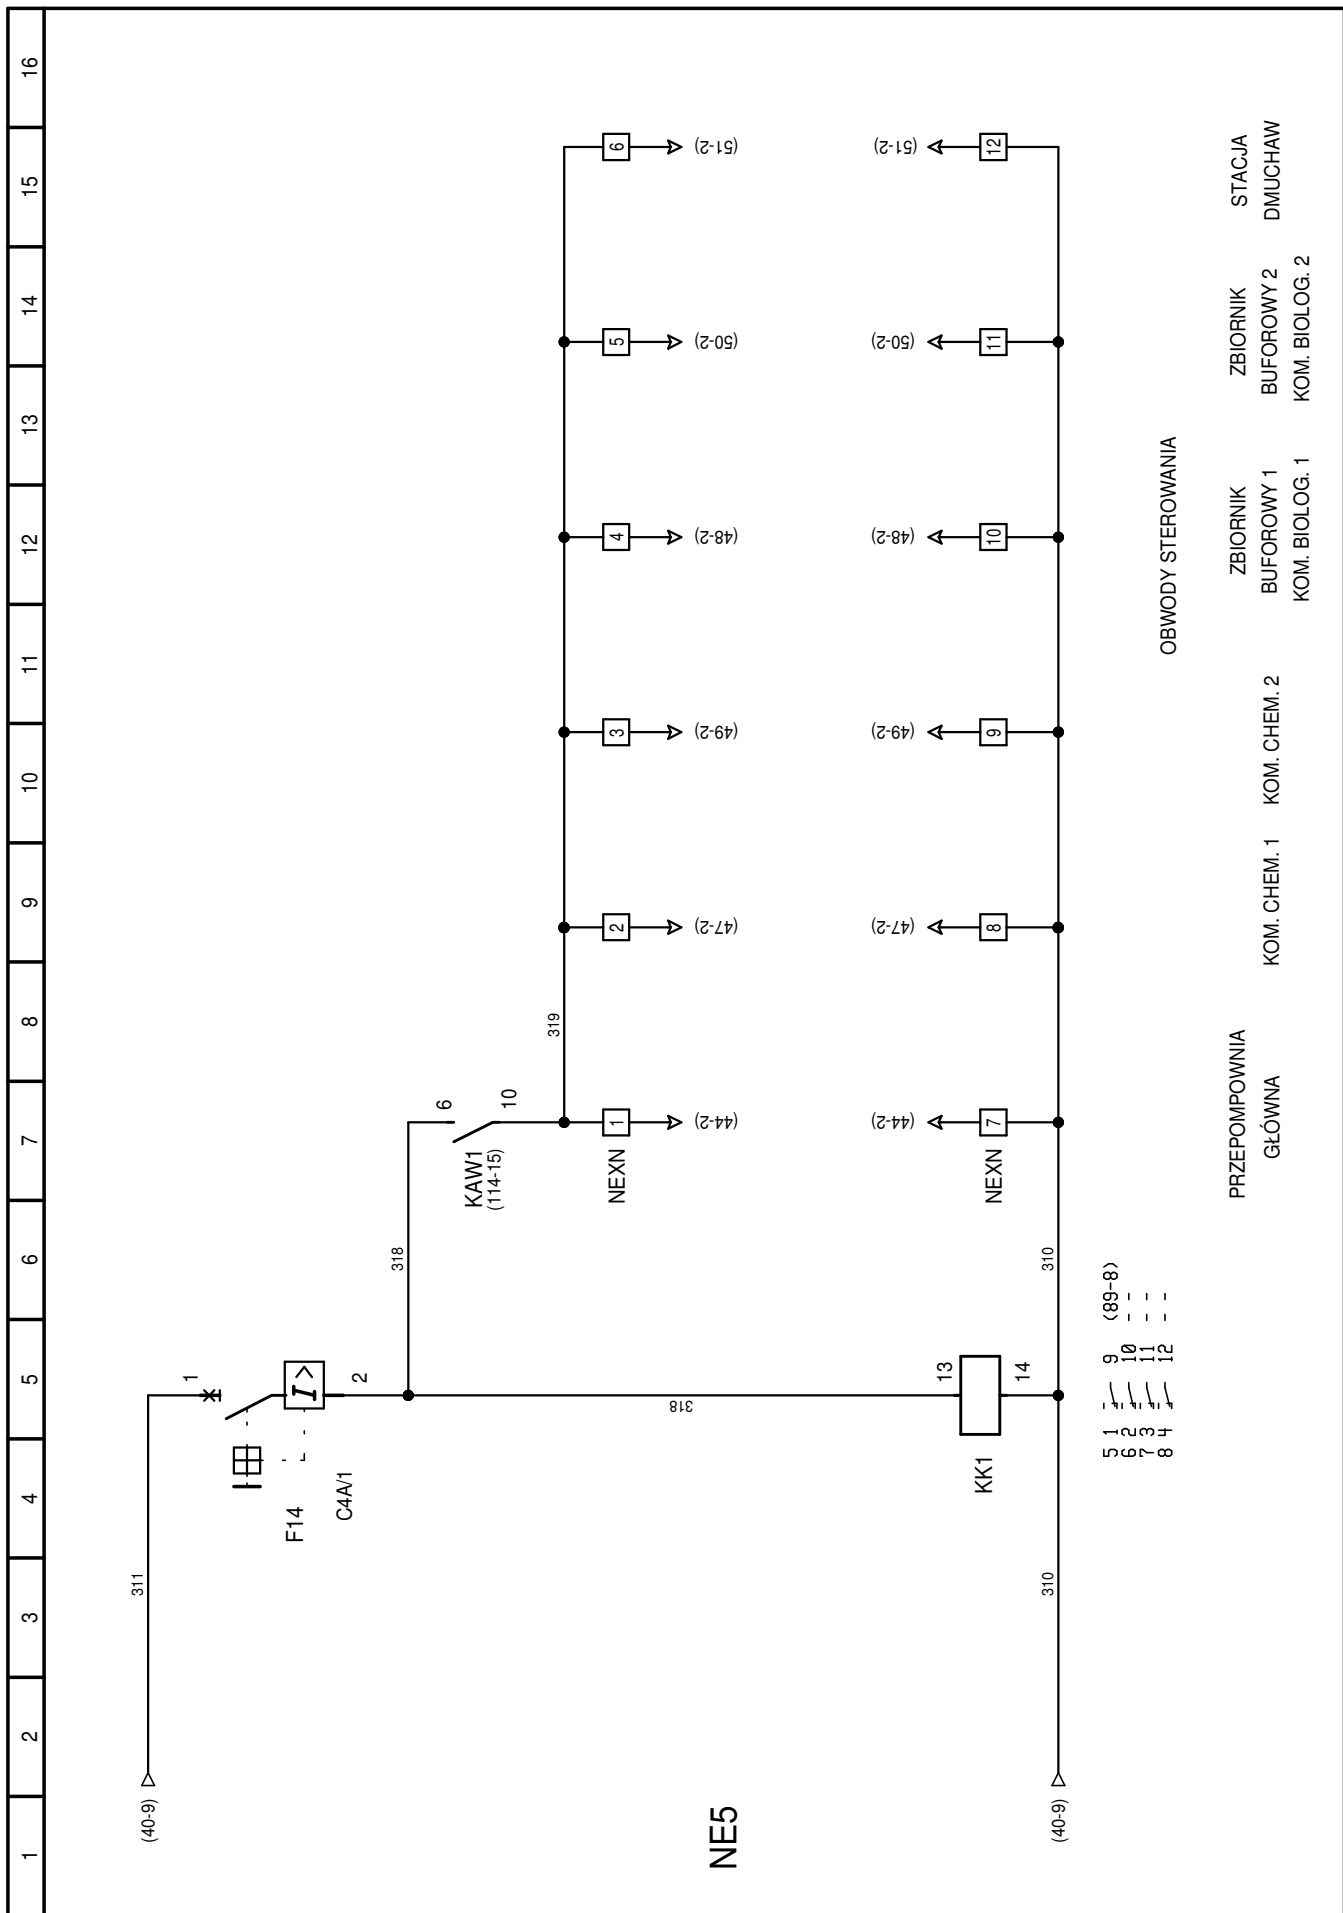 1 2 3 4 5 6 7 8 9 10 11 12 13 14 15 16
(40-9)
311
1
F14
I>
C4A/1
2
318
6
KAW1
(114-15)
10
319
NEXN
1 2 3 4 5 6
(44-2) (47-2) (49-2) (48-2) (50-2) (51-2)
318
NE5
(44-2) (47-2) (49-2) (48-2) (50-2) (51-2)
NEXN
7 8 9 10 11 12
13
KK1
14
(40-9)
310
310
5 1 9 (89-8)
6 2 10 - -
7 3 11 - -
8 4 12 - -
OBWODY STEROWANIA
PRZEPOMPOWNIA
GŁÓWNA
KOM. CHEM. 1
KOM. CHEM. 2
ZBIORNIK
BUFOROWY 1
KOM. BIOLOG. 1
ZBIORNIK
BUFOROWY 2
KOM. BIOLOG. 2
STACJA
DMUCHAW